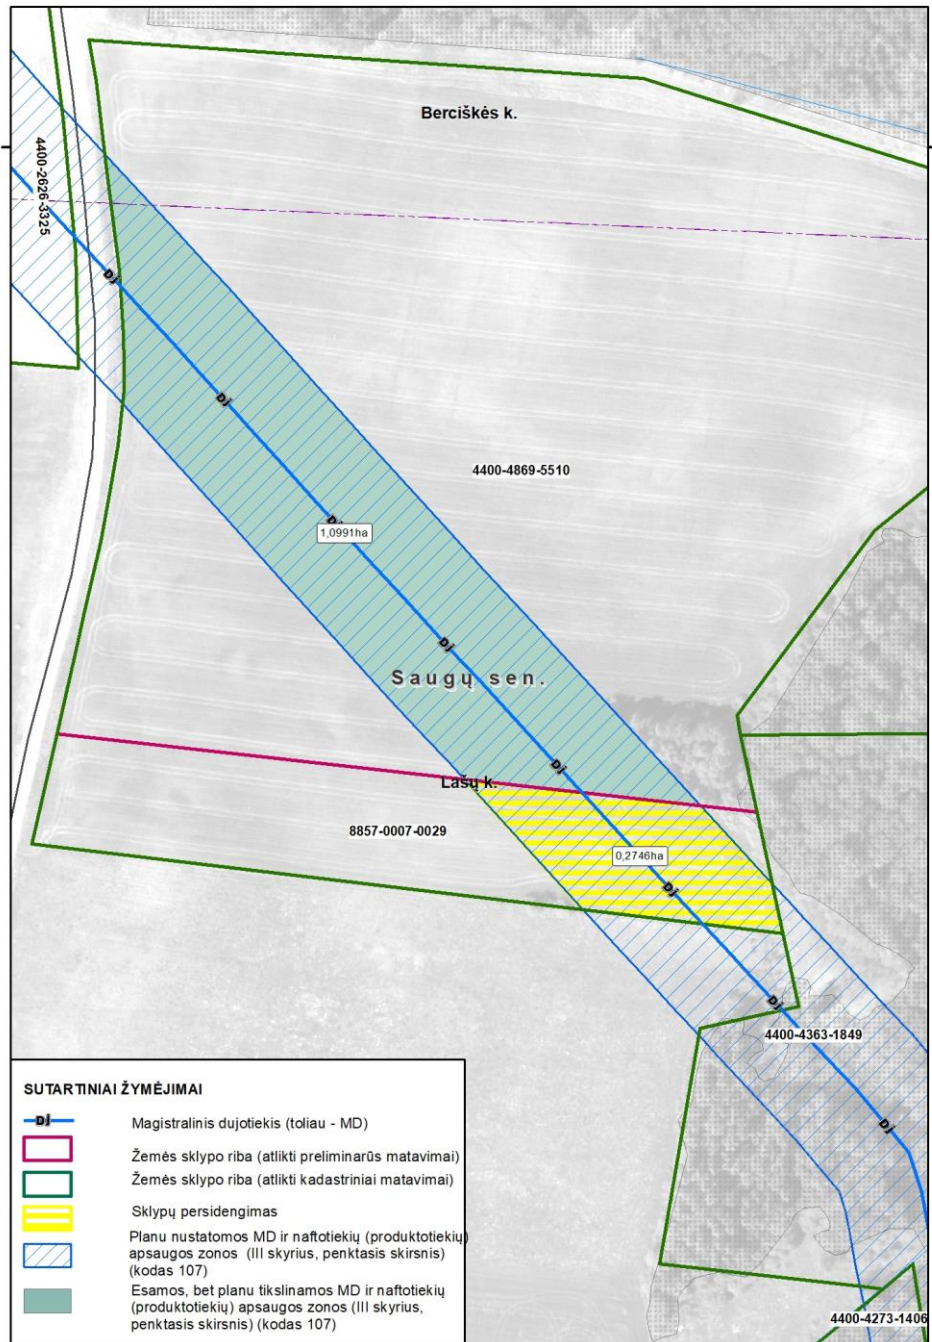 Berciškės k.
4400-2626-3325
Dj
Dj
4400-4869-5510
Dj
1,0991ha
Dj
Saugų sen.
Dj
Lašų k.
8857-0007-0029
0,2746ha
Dj
Dj
4400-4363-1849
Dj
4400-4273-1406
SUTARTINIAI ŽYMĖJIMAI
Dj Magistralinis dujotiekis (toliau - MD)
Žemės sklypo riba (atlikti preliminarūs matavimai)
Žemės sklypo riba (atlikti kadastriniai matavimai)
Sklypų persidengimas
Planu nustatomos MD ir naftotiekių (produktotiekių)
apsaugos zonos (III skyrius, penktasis skirsnis)
(kodas 107)
Esamos, bet planu tikslinamos MD ir naftotiekių
(produktotiekių) apsaugos zonos (III skyrius,
penktasis skirsnis) (kodas 107)